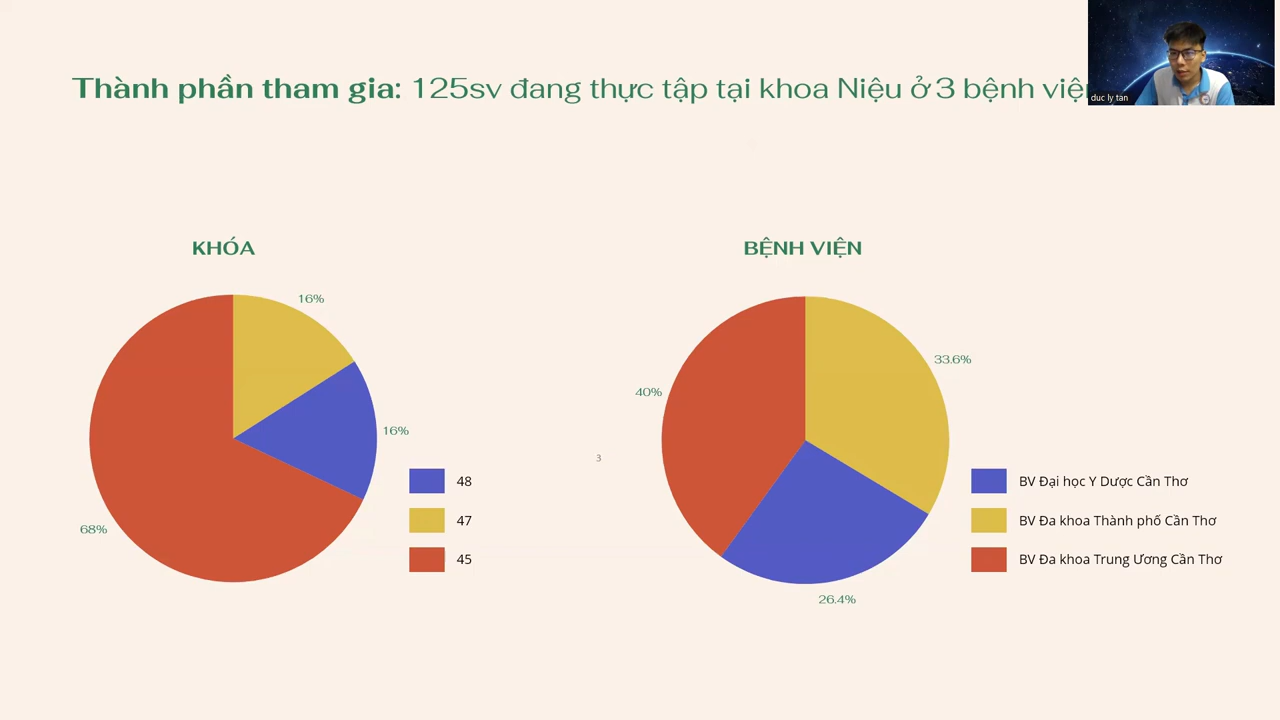 Thành phần tham gia: 125sv đang thực tập tại khoa Niệu ở 3 bệnh
duc ly tan
KHÓA
16%
16%
68%
48
47
45
3
BỆNH VIỆN
33.6%
40%
26.4%
BV Đại học Y Dược Cần Thơ
BV Đa khoa Thành phố Cần Thơ
BV Đa khoa Trung Ương Cần Thơ